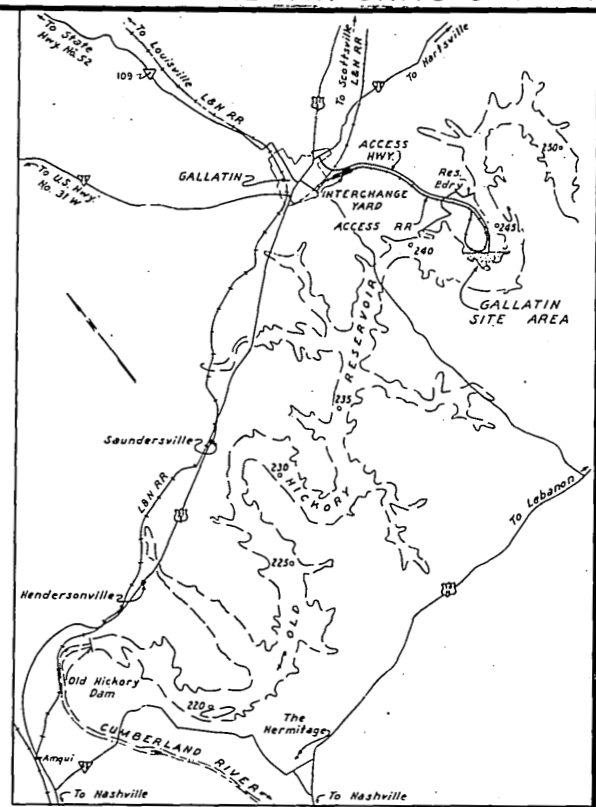 To State
Hwy. No. 52
109
To Louisville
L&N RR
To Scottsville
L&N RR
To Hartsville
ACCESS
HWY.
250
GALLATIN
To U.S. Hwy.
No. 31 W
INTERCHANGE
YARD
Res.
Bdry
ACCESS
RR
245
240
GALLATIN
SITE AREA
RESERVOIR
235
Saundersville
230
HICKORY
To Lebanon
L&N RR
225
Hendersonville
OLD
Old Hickory
Dam
220
The
Hermitage
CUMBERLAND
RIVER
Amqui
To Nashville
To Nashville